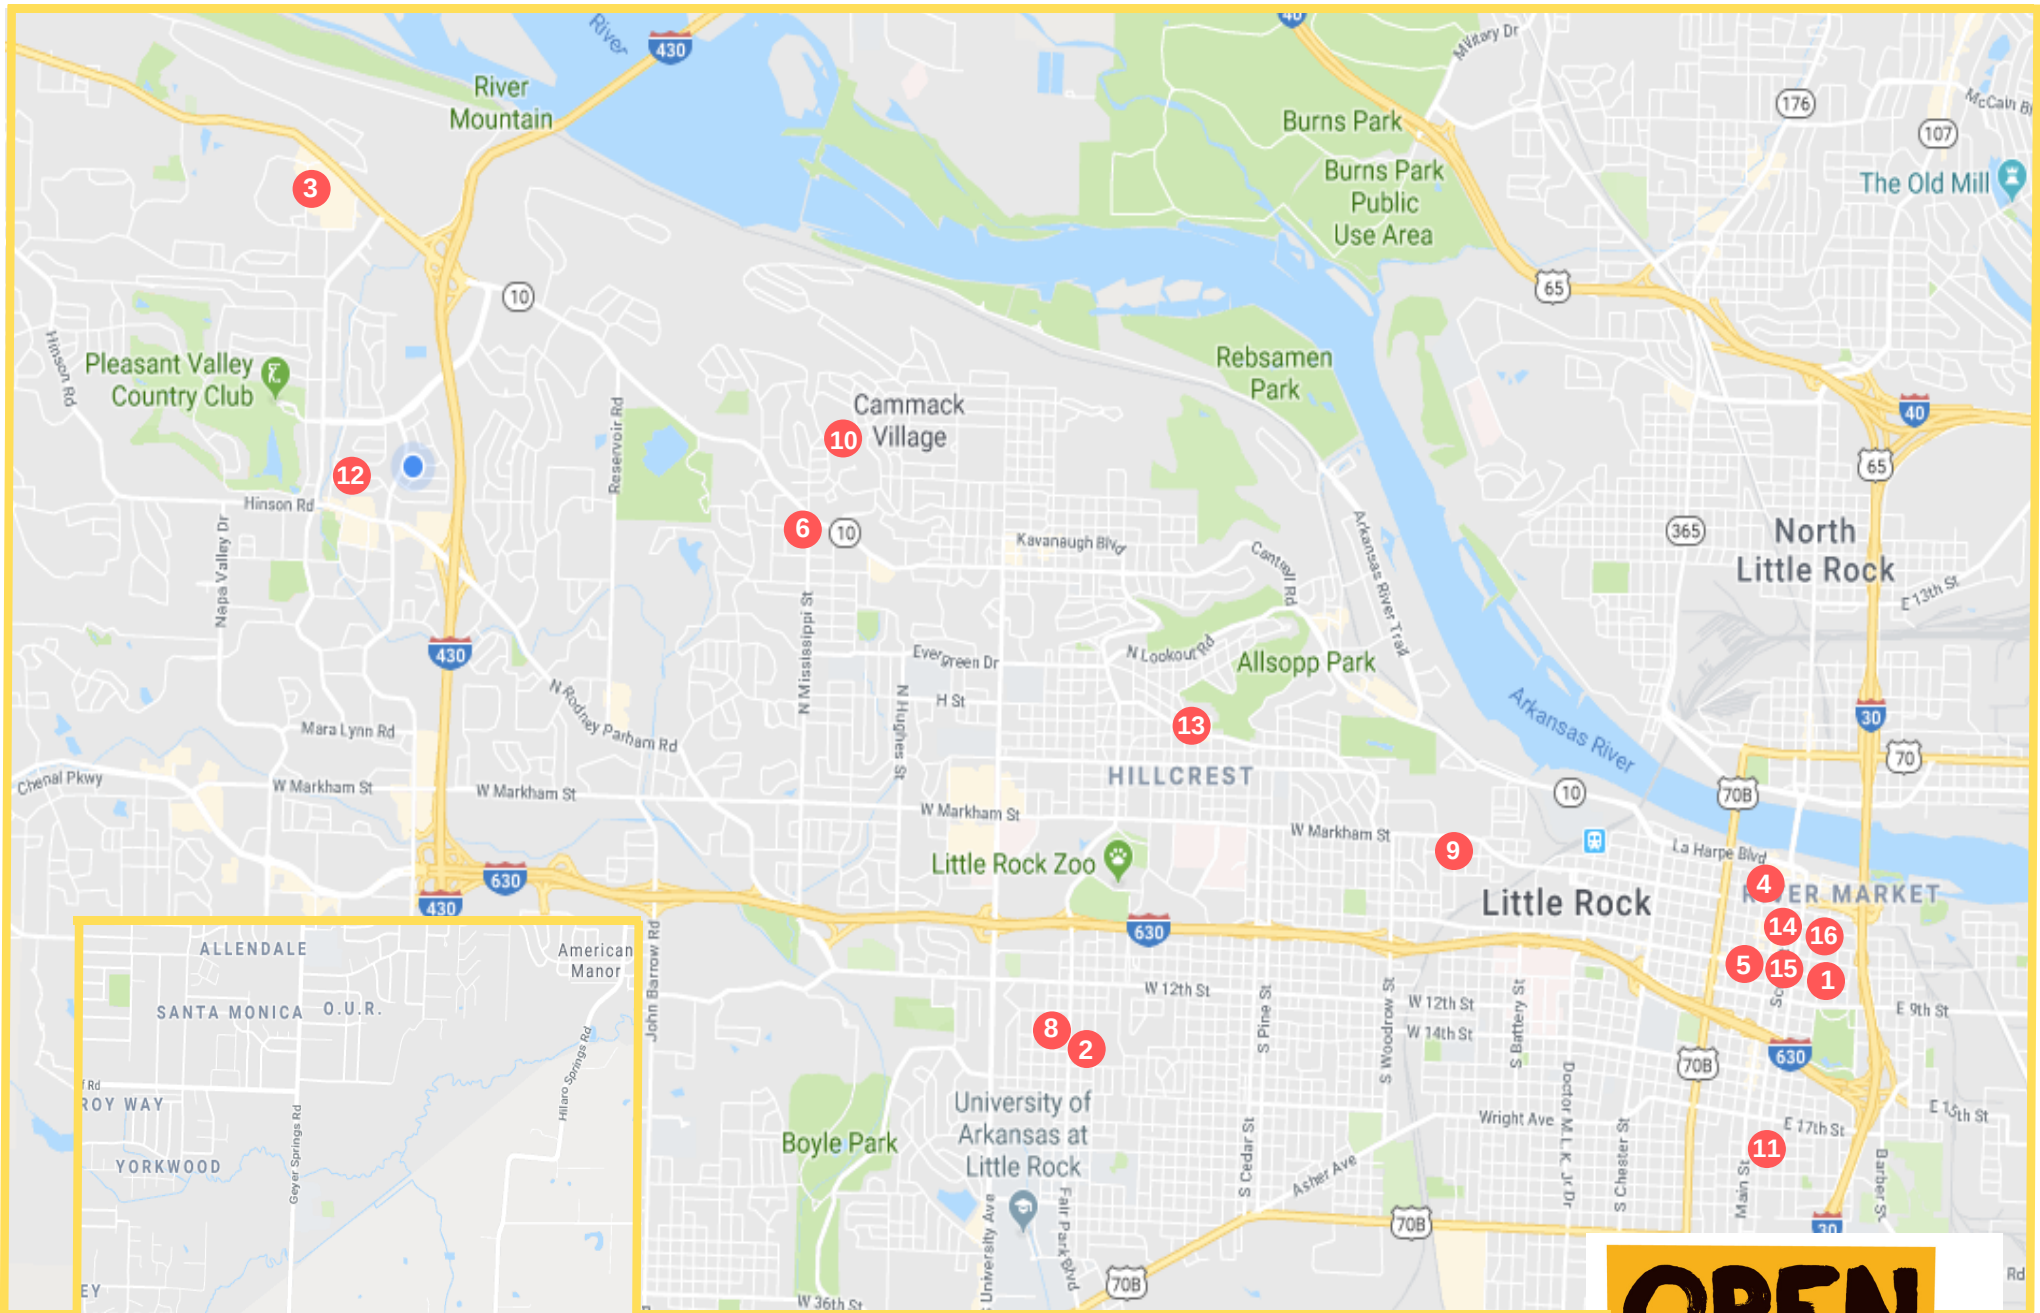 River
430
40
Military Dr
River
Mountain
176
McCain Bl
107
Burns Park
Burns Park
Public
Use Area
The Old Mill
3
65
10
Hinson Rd
Pleasant Valley
Country Club
Rebsamen
Park
Reservoir Rd
Cammack
Village
10
40
65
12
Hinson Rd
6
10
Kavanaugh Blvd
Cantrell Rd
Arkansas River Trail
365
North
Little Rock
E 13th St
Napa Valley Dr
N Mississippi St
430
Evergreen Dr
N Lookout Rd
Allsopp Park
N Rodney Parham Rd
N Hughes St
H St
13
Arkansas River
30
Mara Lynn Rd
70
HILLCREST
Chenal Pkwy
W Markham St
W Markham St
W Markham St
W Markham St
10
70B
9
La Harpe Blvd
Little Rock Zoo
630
430
Little Rock
4
RIVER MARKET
630
14
16
5
15
1
Sc
ALLENDALE
American
Manor
John Barrow Rd
SANTA MONICA
O.U.R.
W 12th St
S Pine St
S Woodrow St
W 12th St
W 14th St
S Battery St
E 9th St
8
2
630
70B
Hilaro Springs Rd
f Rd
ROY WAY
Geyer Springs Rd
University of
Arkansas at
Little Rock
Boyle Park
S Cedar St
Asher Ave
Wright Ave
Doctor M.L.K. Jr Dr
S Chester St
E 15th St
E 17th St
11
Main St
Barber St
YORKWOOD
S University Ave
Fair Park Blvd
70B
30
70B
EY
W 36th St
Rd
OPEN